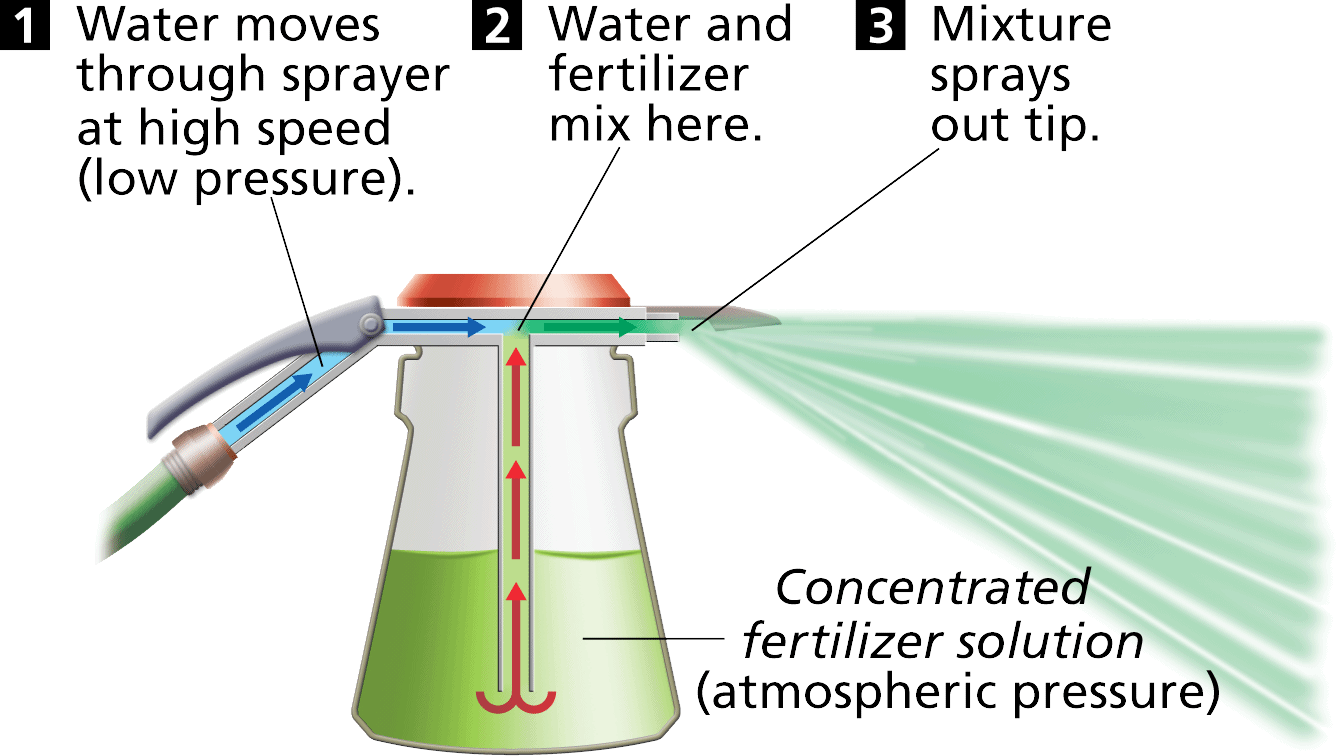 1 Water moves
through sprayer
at high speed
(low pressure).
2 Water and
fertilizer
mix here.
3 Mixture
sprays
out tip.
Concentrated
fertilizer solution
(atmospheric pressure)